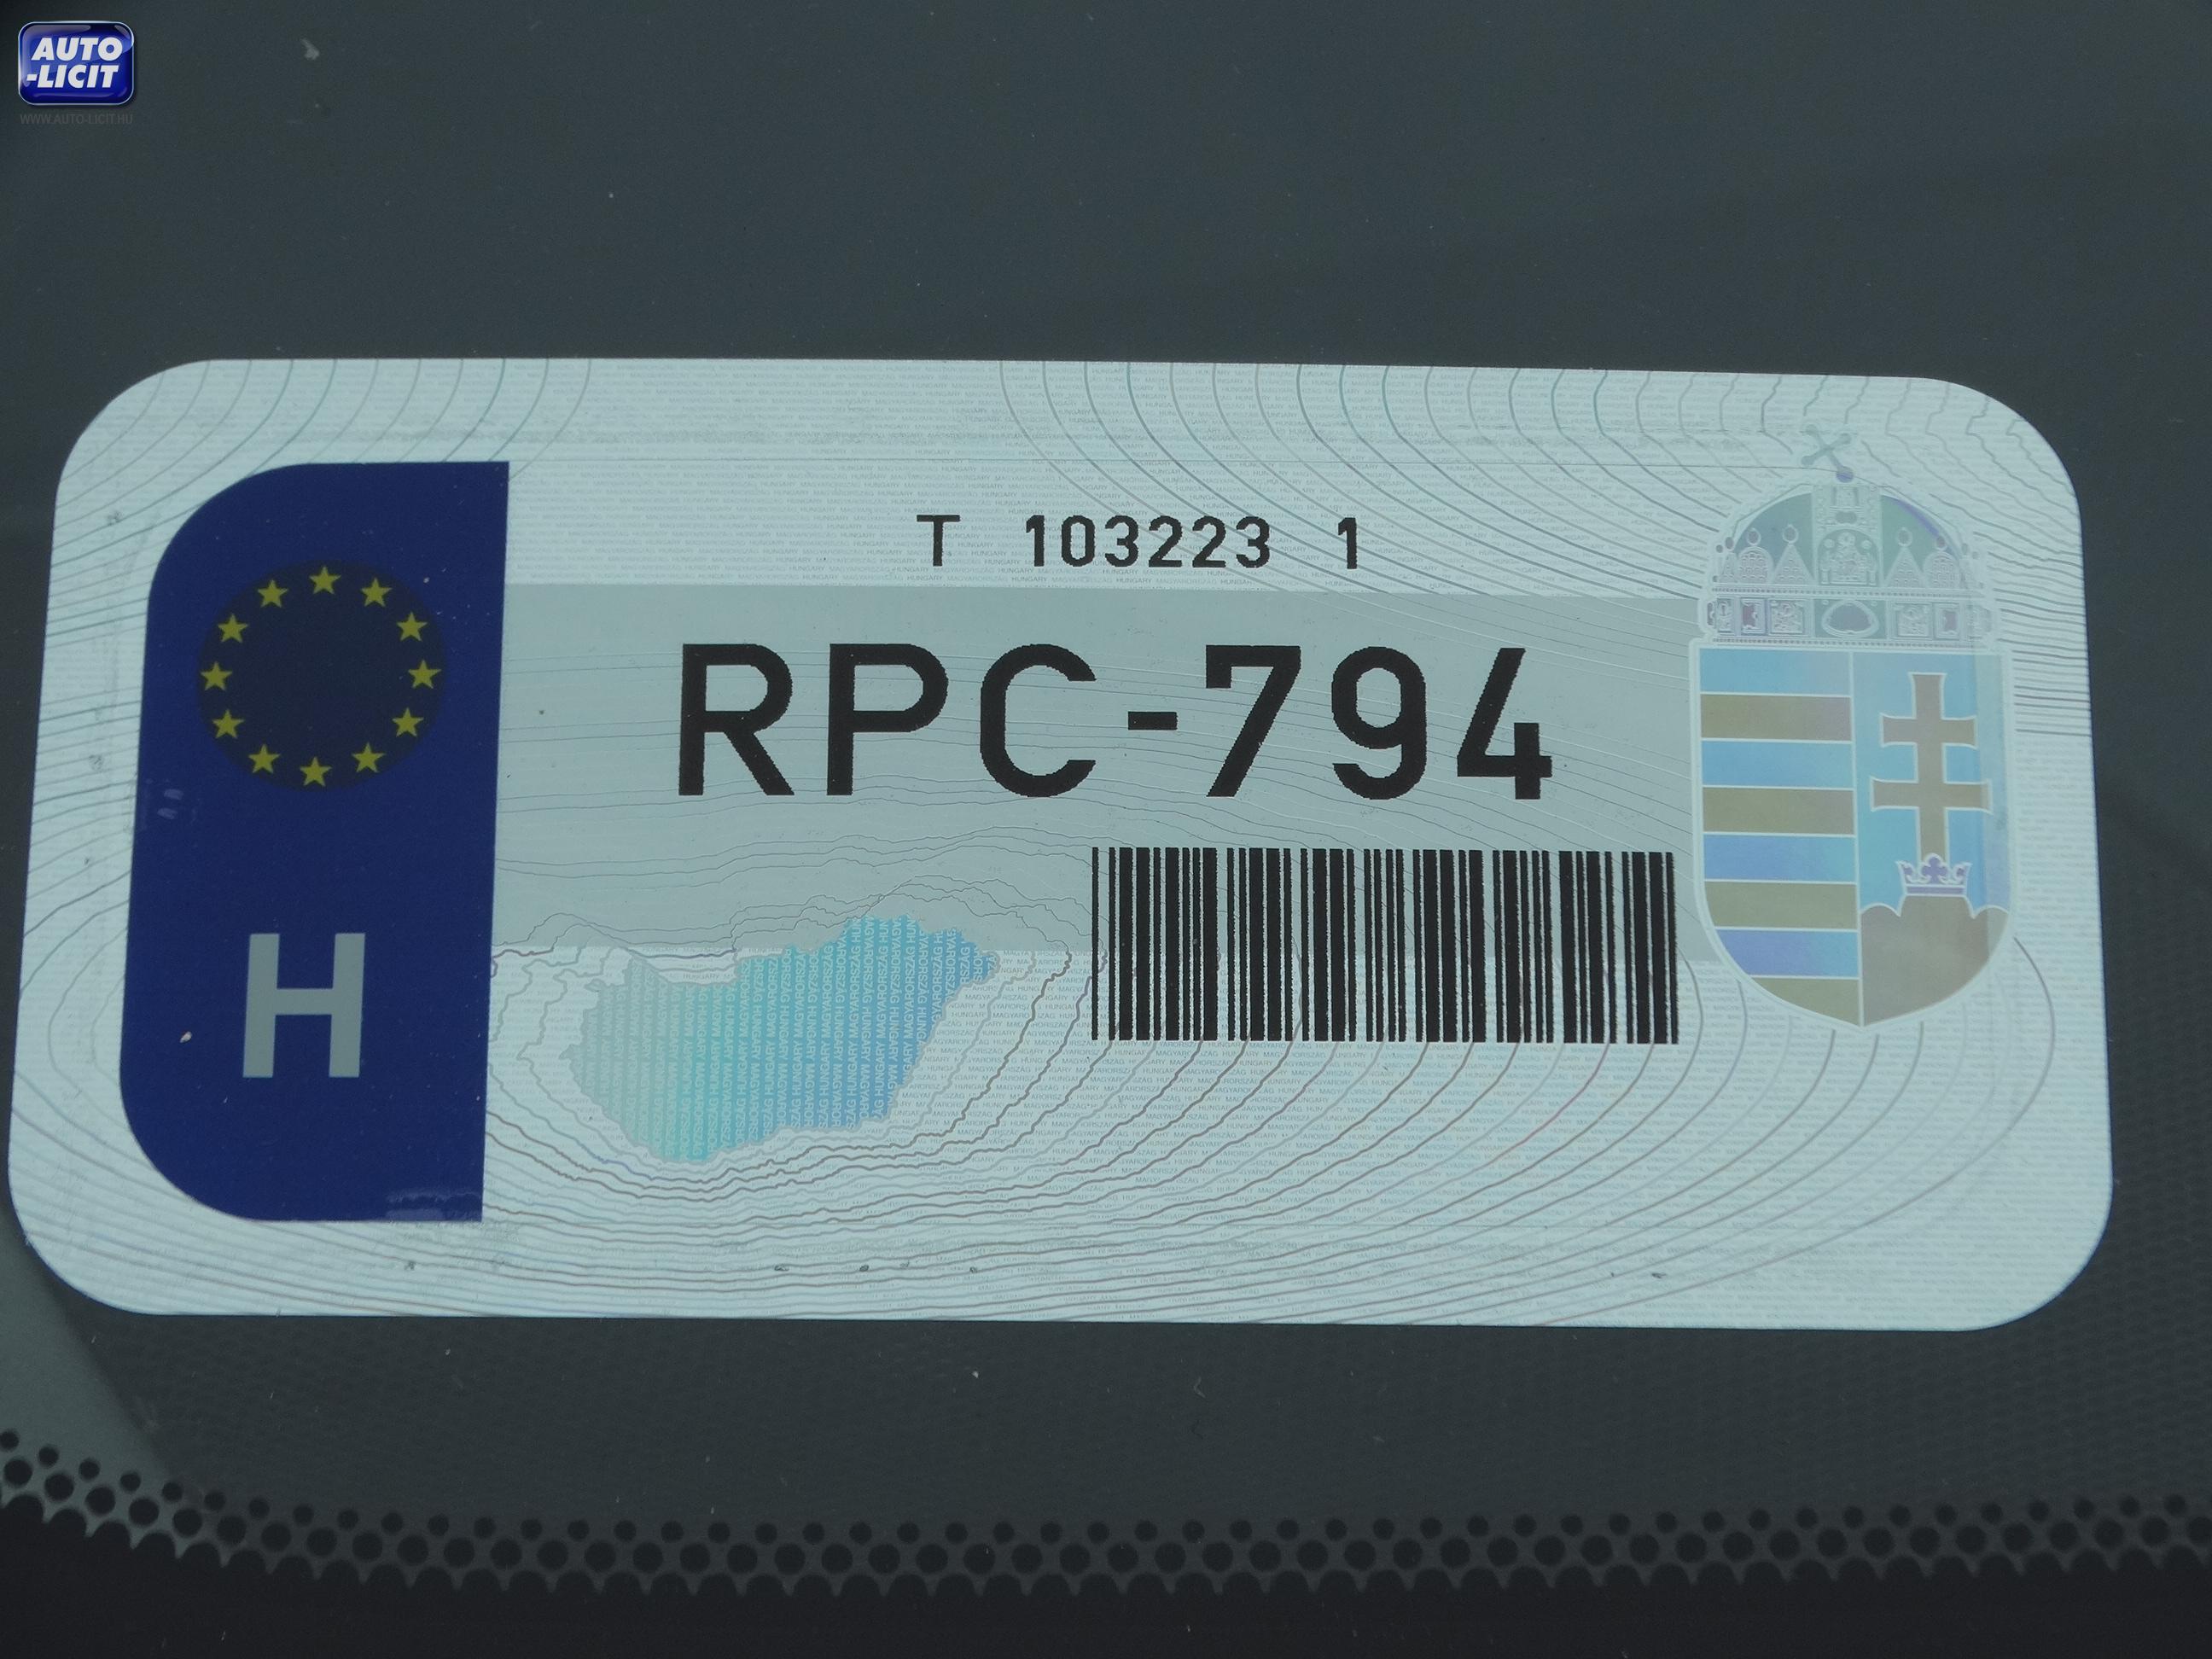 AUTO
-LICIT
WWW.AUTO-LICIT.HU
T 103223 1
RPC-794
H